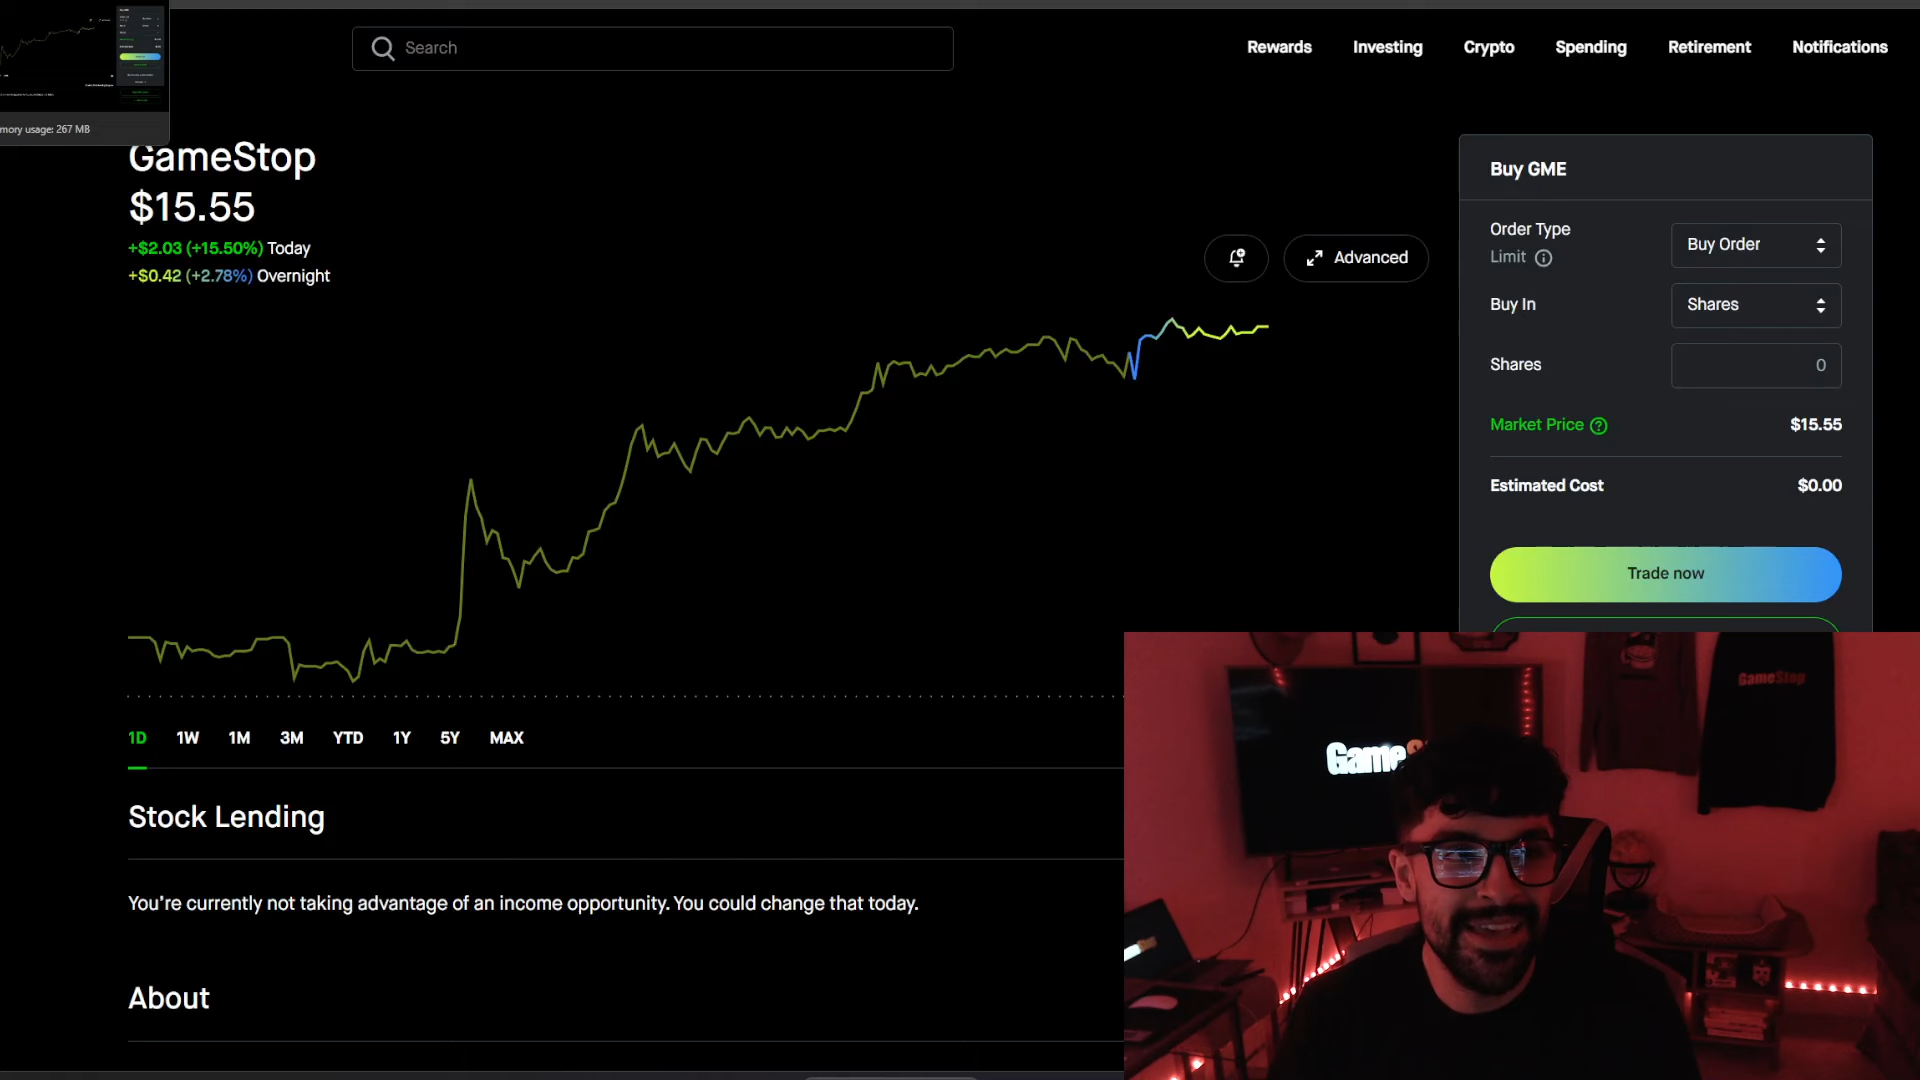 Search
Rewards
Investing
Crypto
Spending
Retirement
Notifications
mory usage: 267 MB
GameStop
$15.55
+$2.03 (+15.50%) Today
+$0.42 (+2.78%) Overnight
Advanced
Buy GME
Order Type
Limit
Buy Order
Buy In
Shares
Shares
0
Market Price
$15.55
Estimated Cost
$0.00
Trade now
1D
1W
1M
3M
YTD
1Y
5Y
MAX
Stock Lending
You're currently not taking advantage of an income opportunity. You could change that today.
About
GameS
GameStop